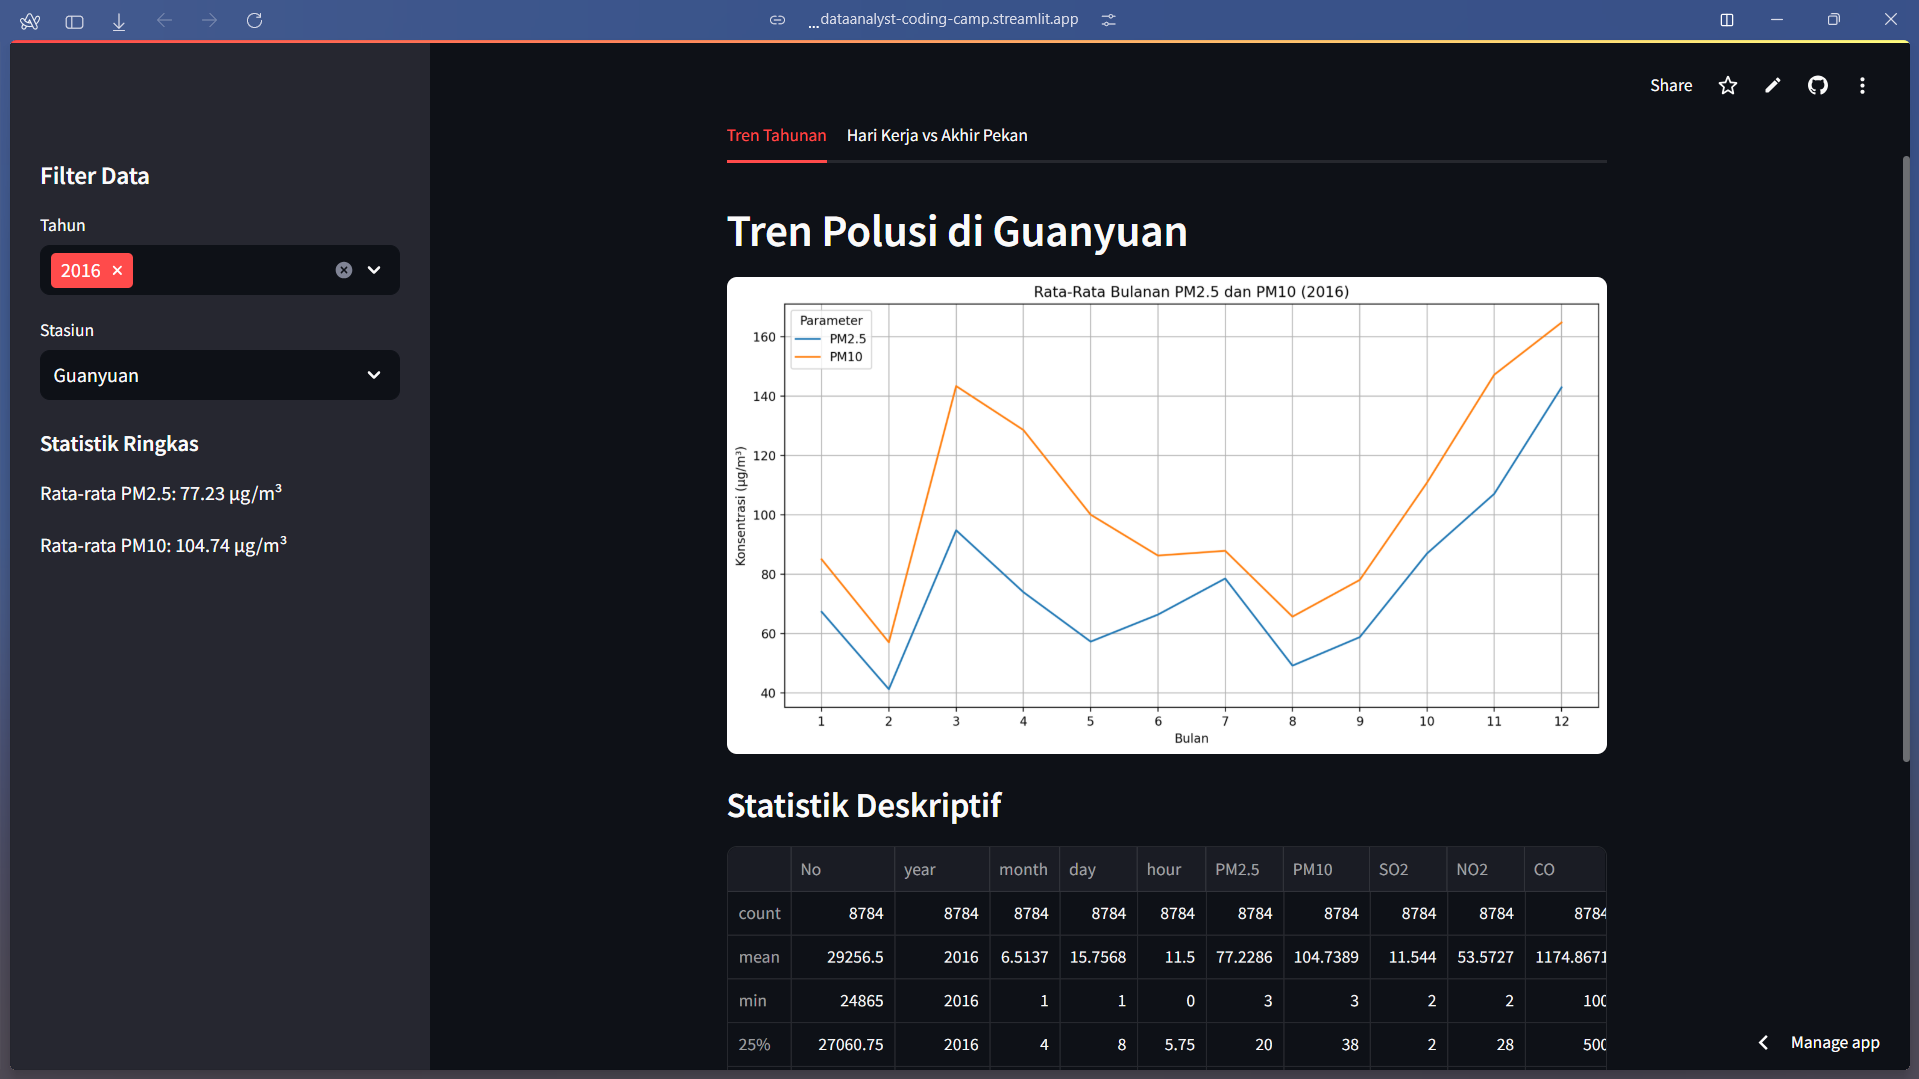 …dataanalyst-coding-camp.streamlit.app
Share
Filter Data
Tahun
2016
Stasiun
Guanyuan
Statistik Ringkas
Rata-rata PM2.5: 77.23 µg/m³
Rata-rata PM10: 104.74 µg/m³
Tren Tahunan Hari Kerja vs Akhir Pekan
Tren Polusi di Guanyuan
Rata-Rata Bulanan PM2.5 dan PM10 (2016)
Parameter
PM2.5
PM10
Konsentrasi (µg/m³)
160
140
120
100
80
60
40
1 2 3 4 5 6 7 8 9 10 11 12
Bulan
Statistik Deskriptif
No year month day hour PM2.5 PM10 SO2 NO2 CO
count 8784 8784 8784 8784 8784 8784 8784 8784 8784 8784
mean 29256.5 2016 6.5137 15.7568 11.5 77.2286 104.7389 11.544 53.5727 1174.8671
min 24865 2016 1 1 0 3 3 2 2 100
25% 27060.75 2016 4 8 5.75 20 38 2 28 500
Manage app